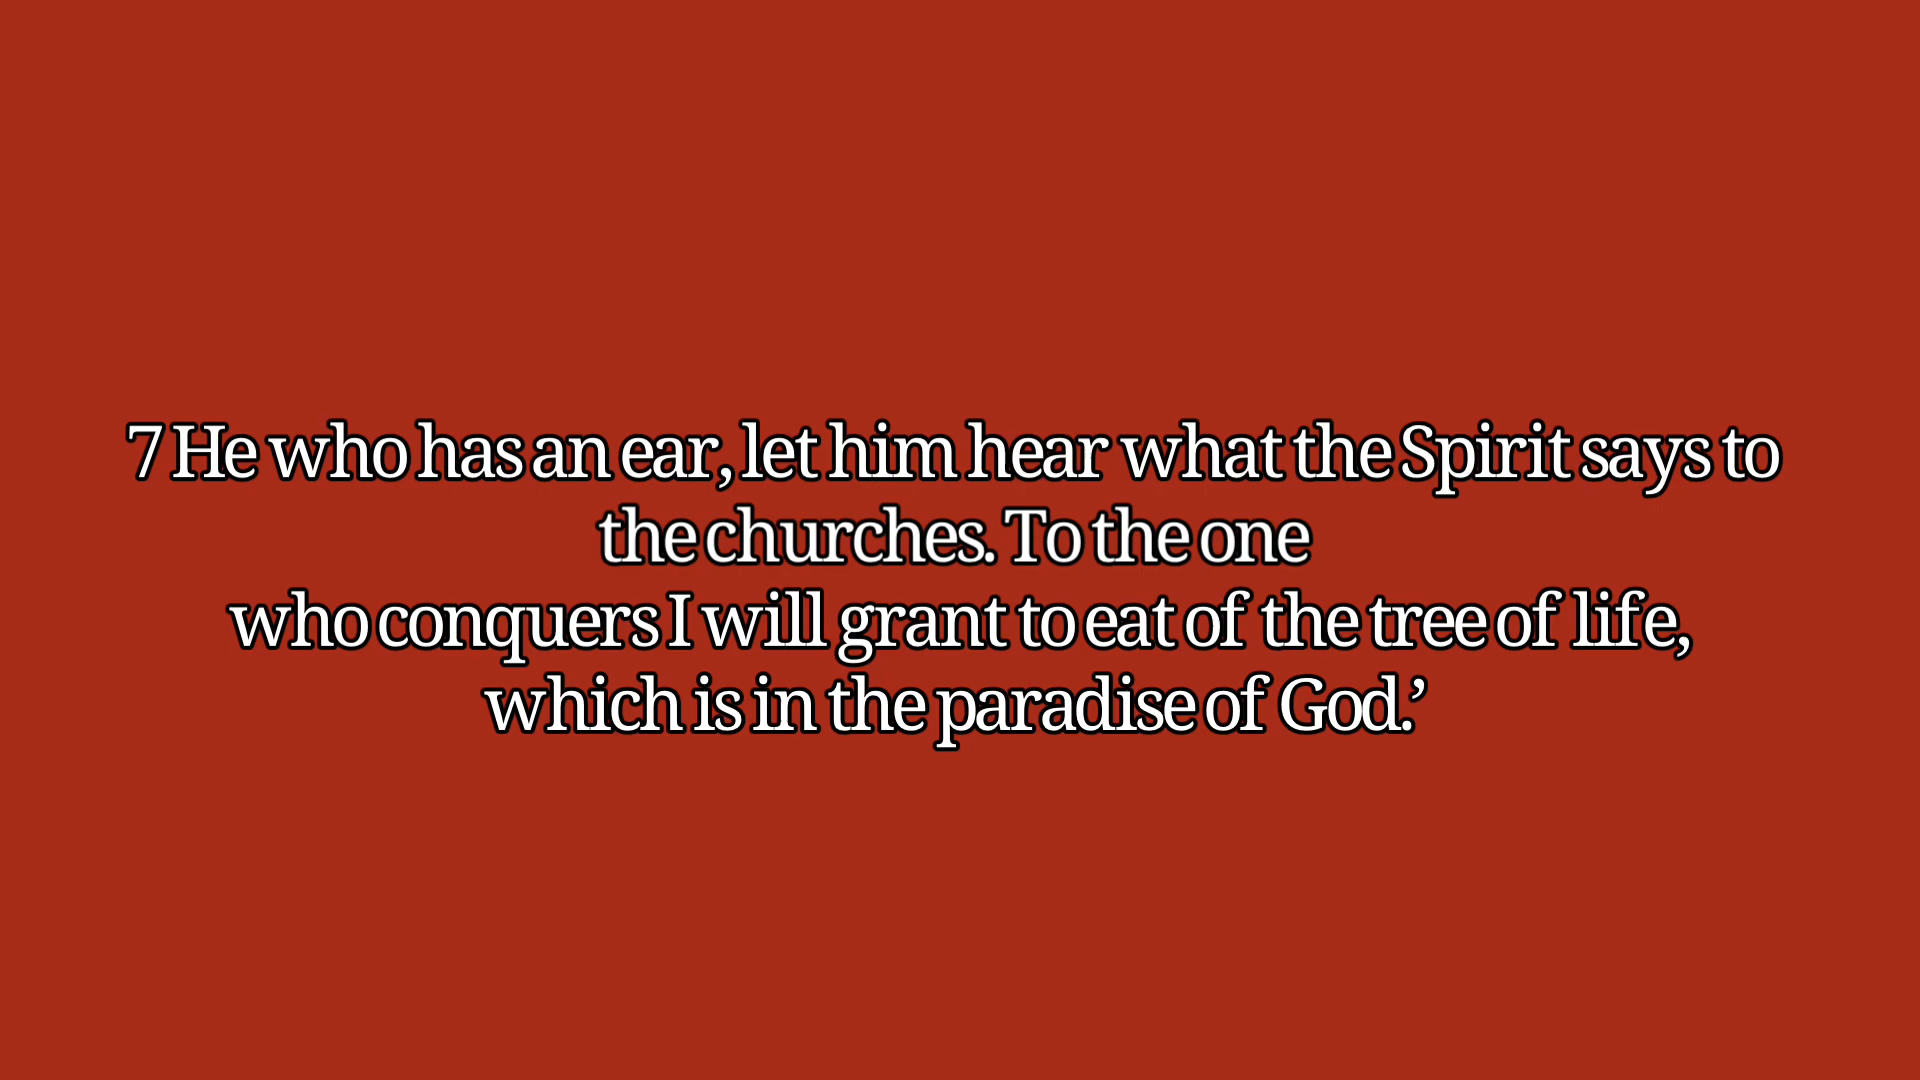 7 He who has an ear, let him hear what the Spirit says to
the churches. To the one
who conquers I will grant to eat of the tree of life,
which is in the paradise of God.’